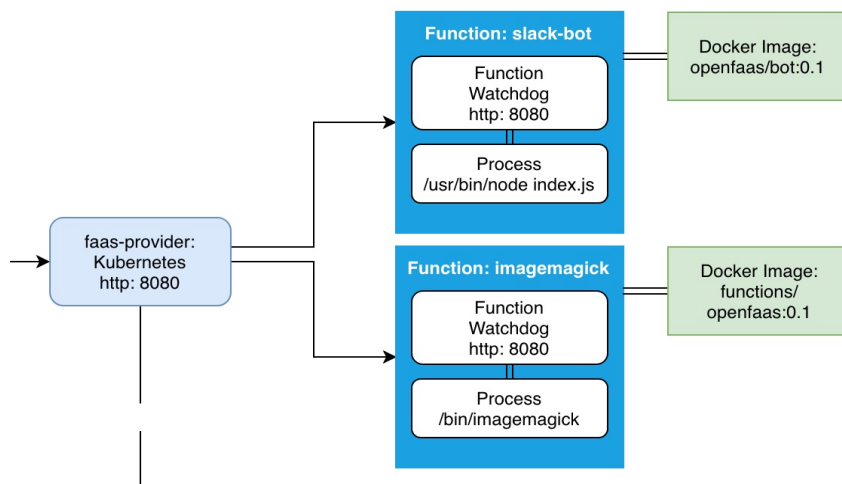 Function: slack-bot
Function
Watchdog
http: 8080
Process
/usr/bin/node index.js
Docker Image:
openfaas/bot:0.1
faas-provider:
Kubernetes
http: 8080
Function: imagemagick
Function
Watchdog
http: 8080
Process
/bin/imagemagick
Docker Image:
functions/
openfaas:0.1